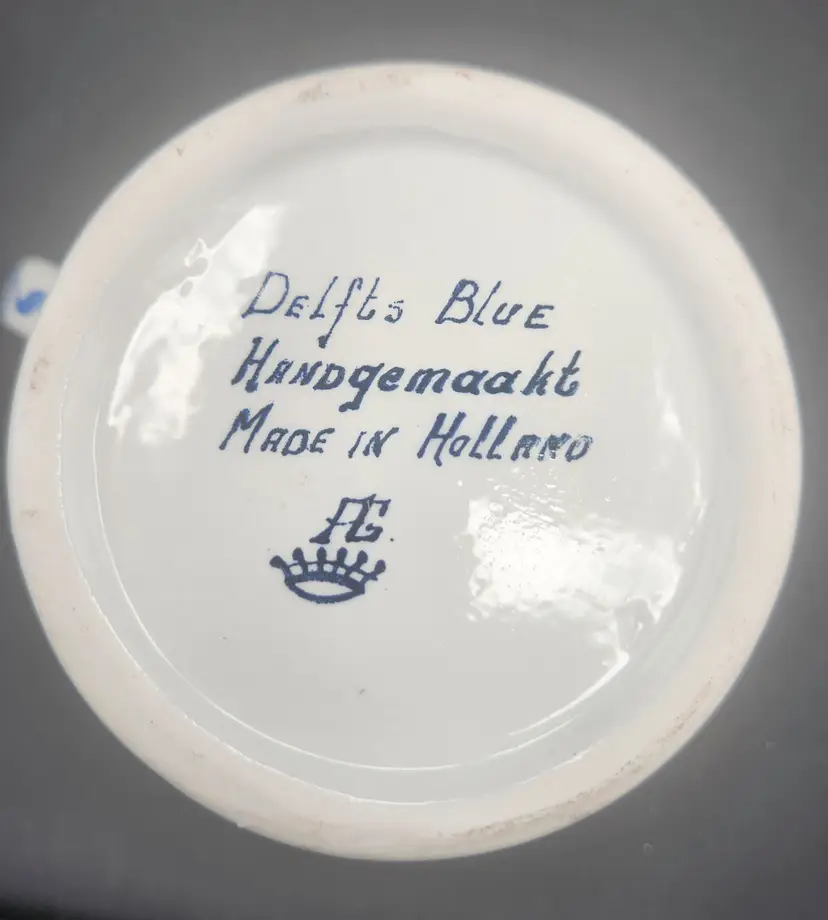 Delfts Blue
Handgemaakt
Made in Holland
AG.